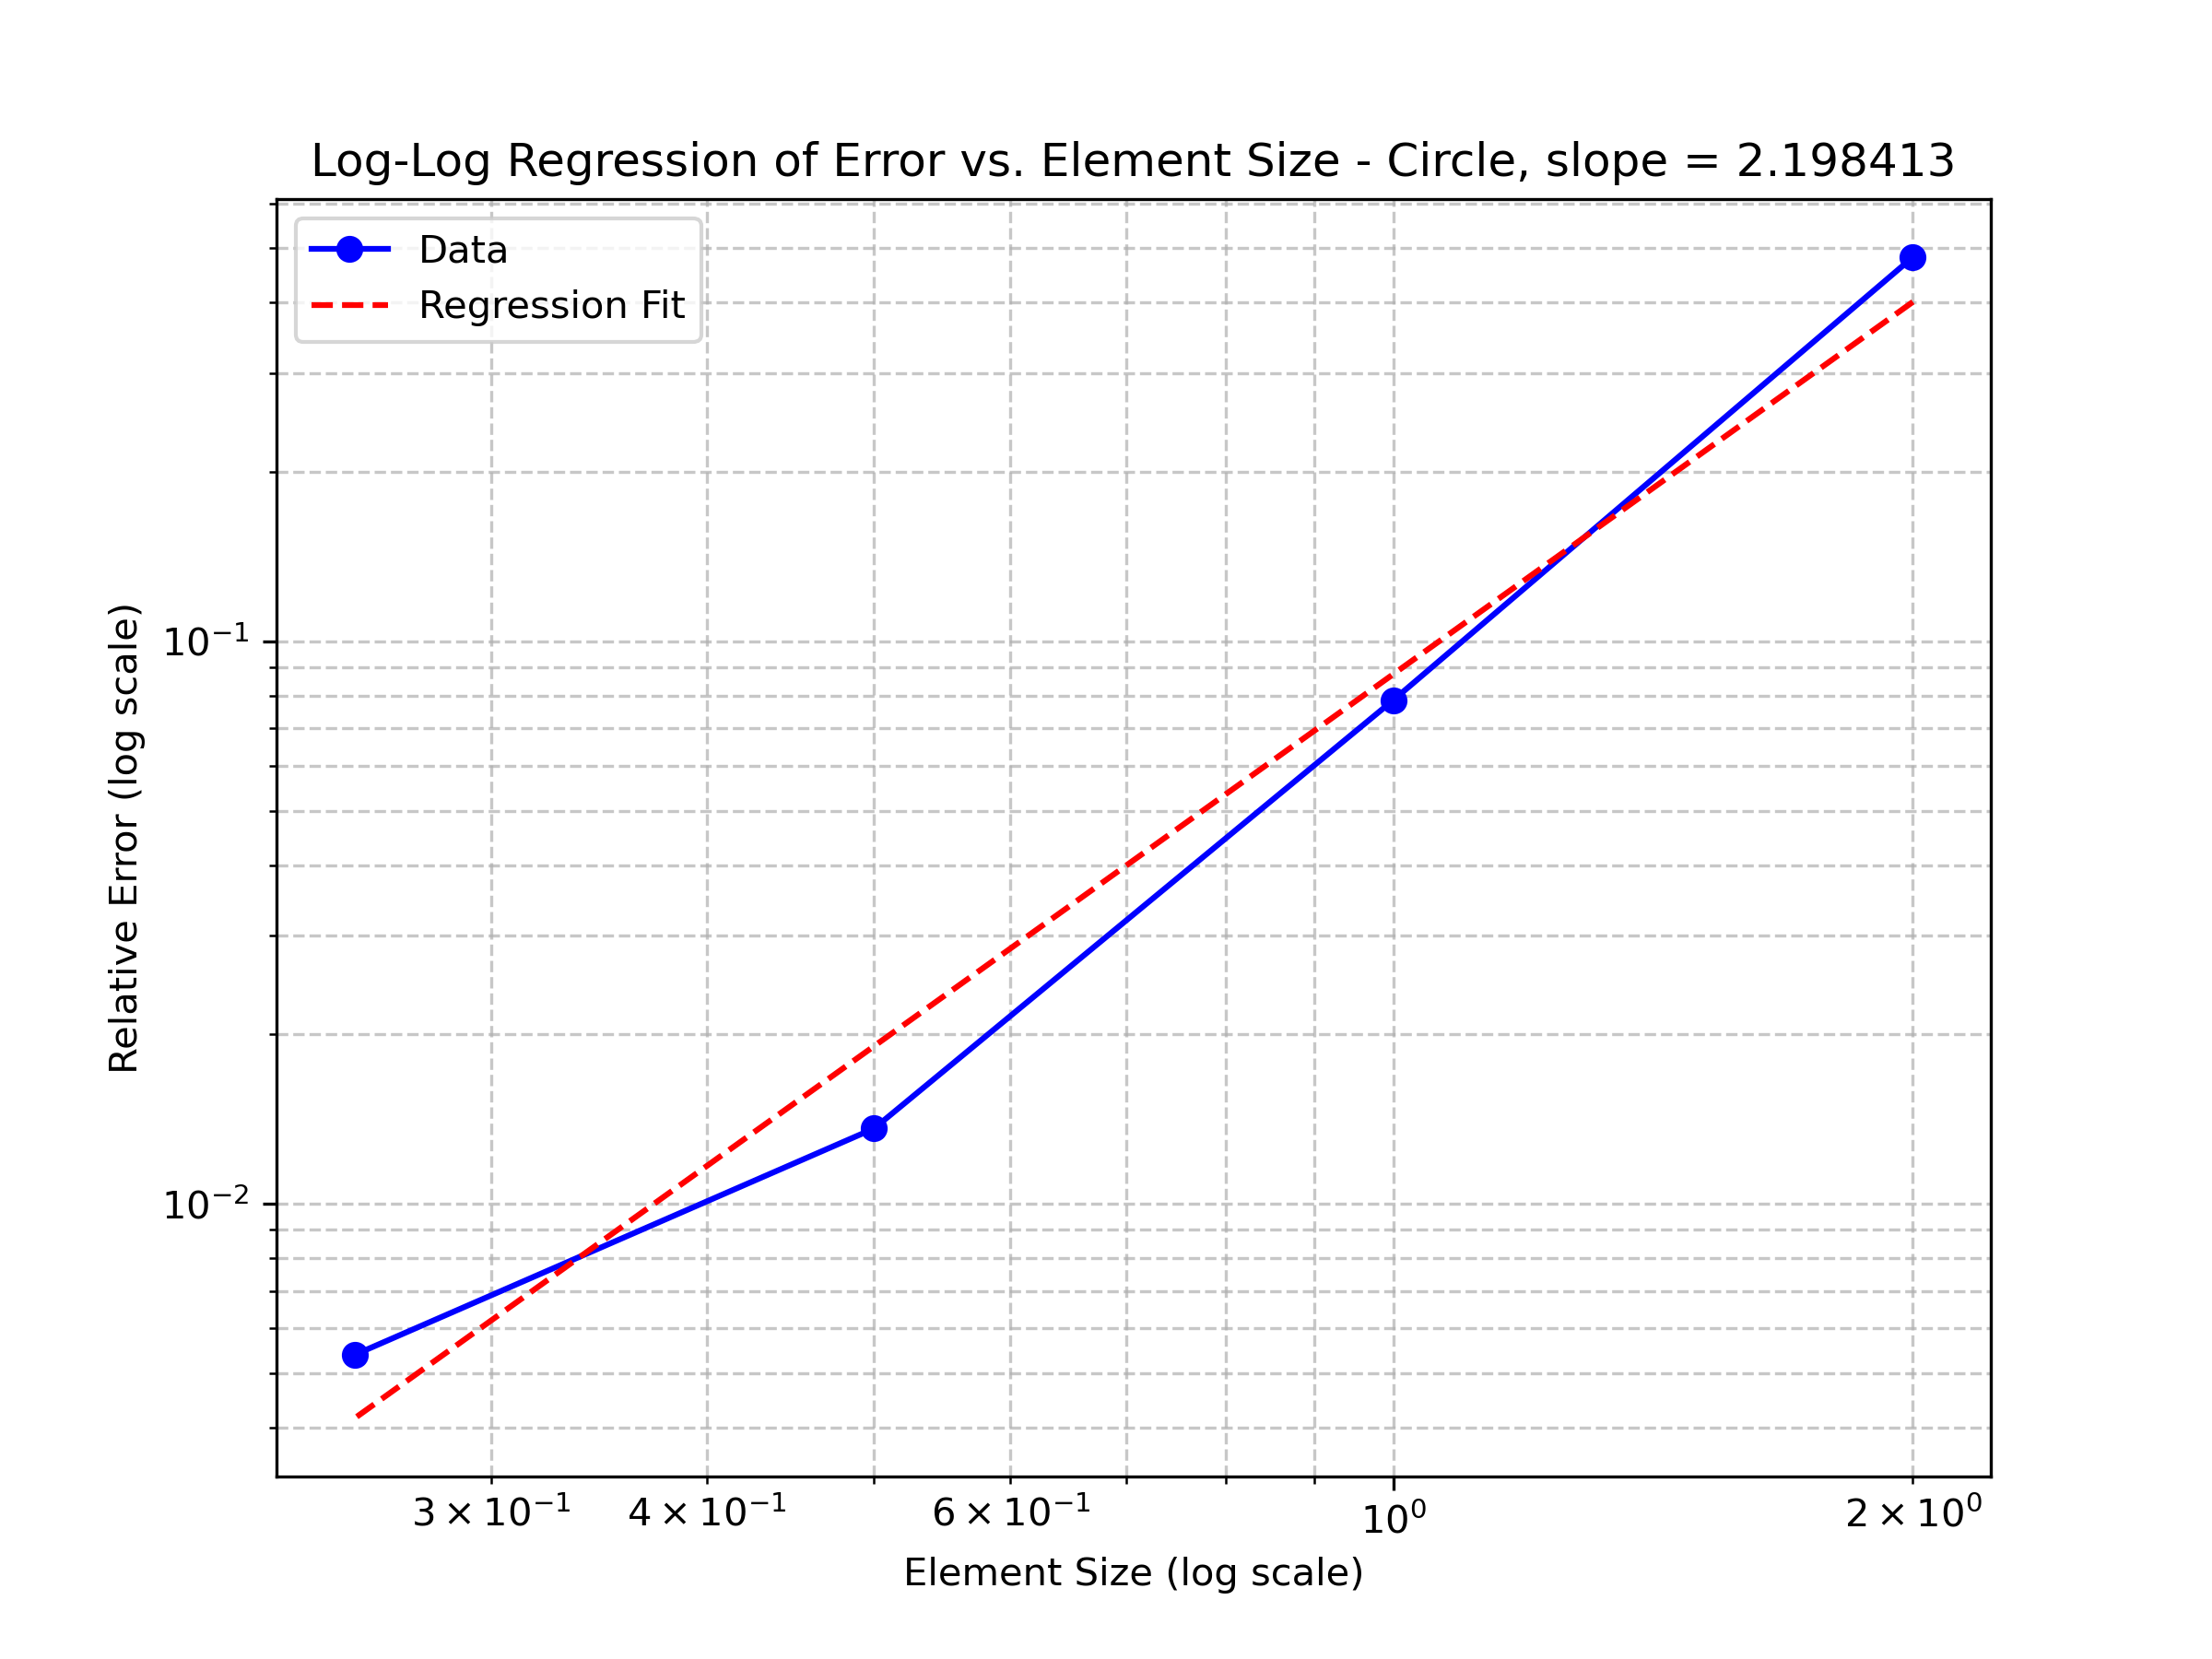 Log-Log Regression of Error vs. Element Size - Circle, slope = 2.198413
Data
Regression Fit
Relative Error (log scale)
10⁻¹
10⁻²
3 × 10⁻¹
4 × 10⁻¹
6 × 10⁻¹
10⁰
2 × 10⁰
Element Size (log scale)